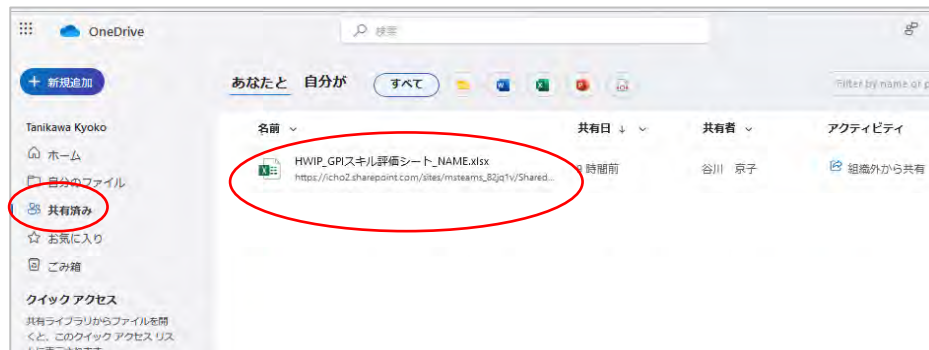 OneDrive
検索
+ 新規追加
あなたと 自分が すべて
Filter by name or p
Tanikawa Kyoko
名前 共有日 ↓ 共有者 アクティビティ
ホーム
HWIP_GPIスキル評価シート_NAME.xlsx
時間前 谷川 京子 組織外から共有
https://icho2.sharepoint.com/sites/msteams_82jq1v/Shared...
自分のファイル
共有済み
お気に入り
ごみ箱
クイック アクセス
共有ライブラリからファイルを開
くと、このクイック アクセス リス